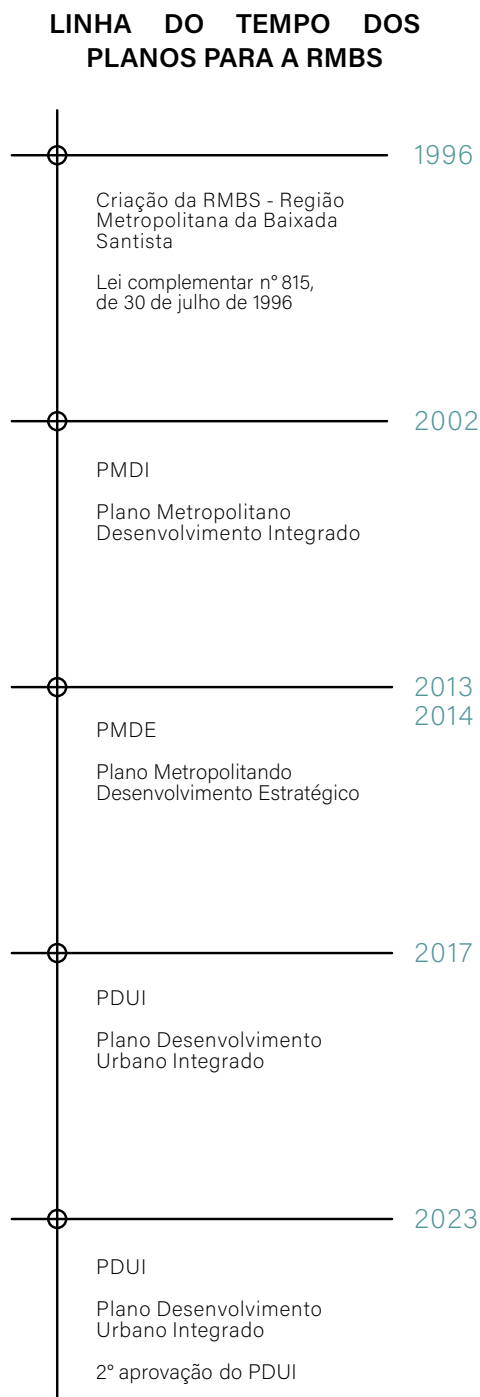 LINHA DO TEMPO DOS
PLANOS PARA A RMBS
1996
Criação da RMBS - Região
Metropolitana da Baixada
Santista
Lei complementar n° 815,
de 30 de julho de 1996
2002
PMDI
Plano Metropolitano
Desenvolvimento Integrado
2013
2014
PMDE
Plano Metropolitando
Desenvolvimento Estratégico
2017
PDUI
Plano Desenvolvimento
Urbano Integrado
2023
PDUI
Plano Desenvolvimento
Urbano Integrado
2° aprovação do PDUI